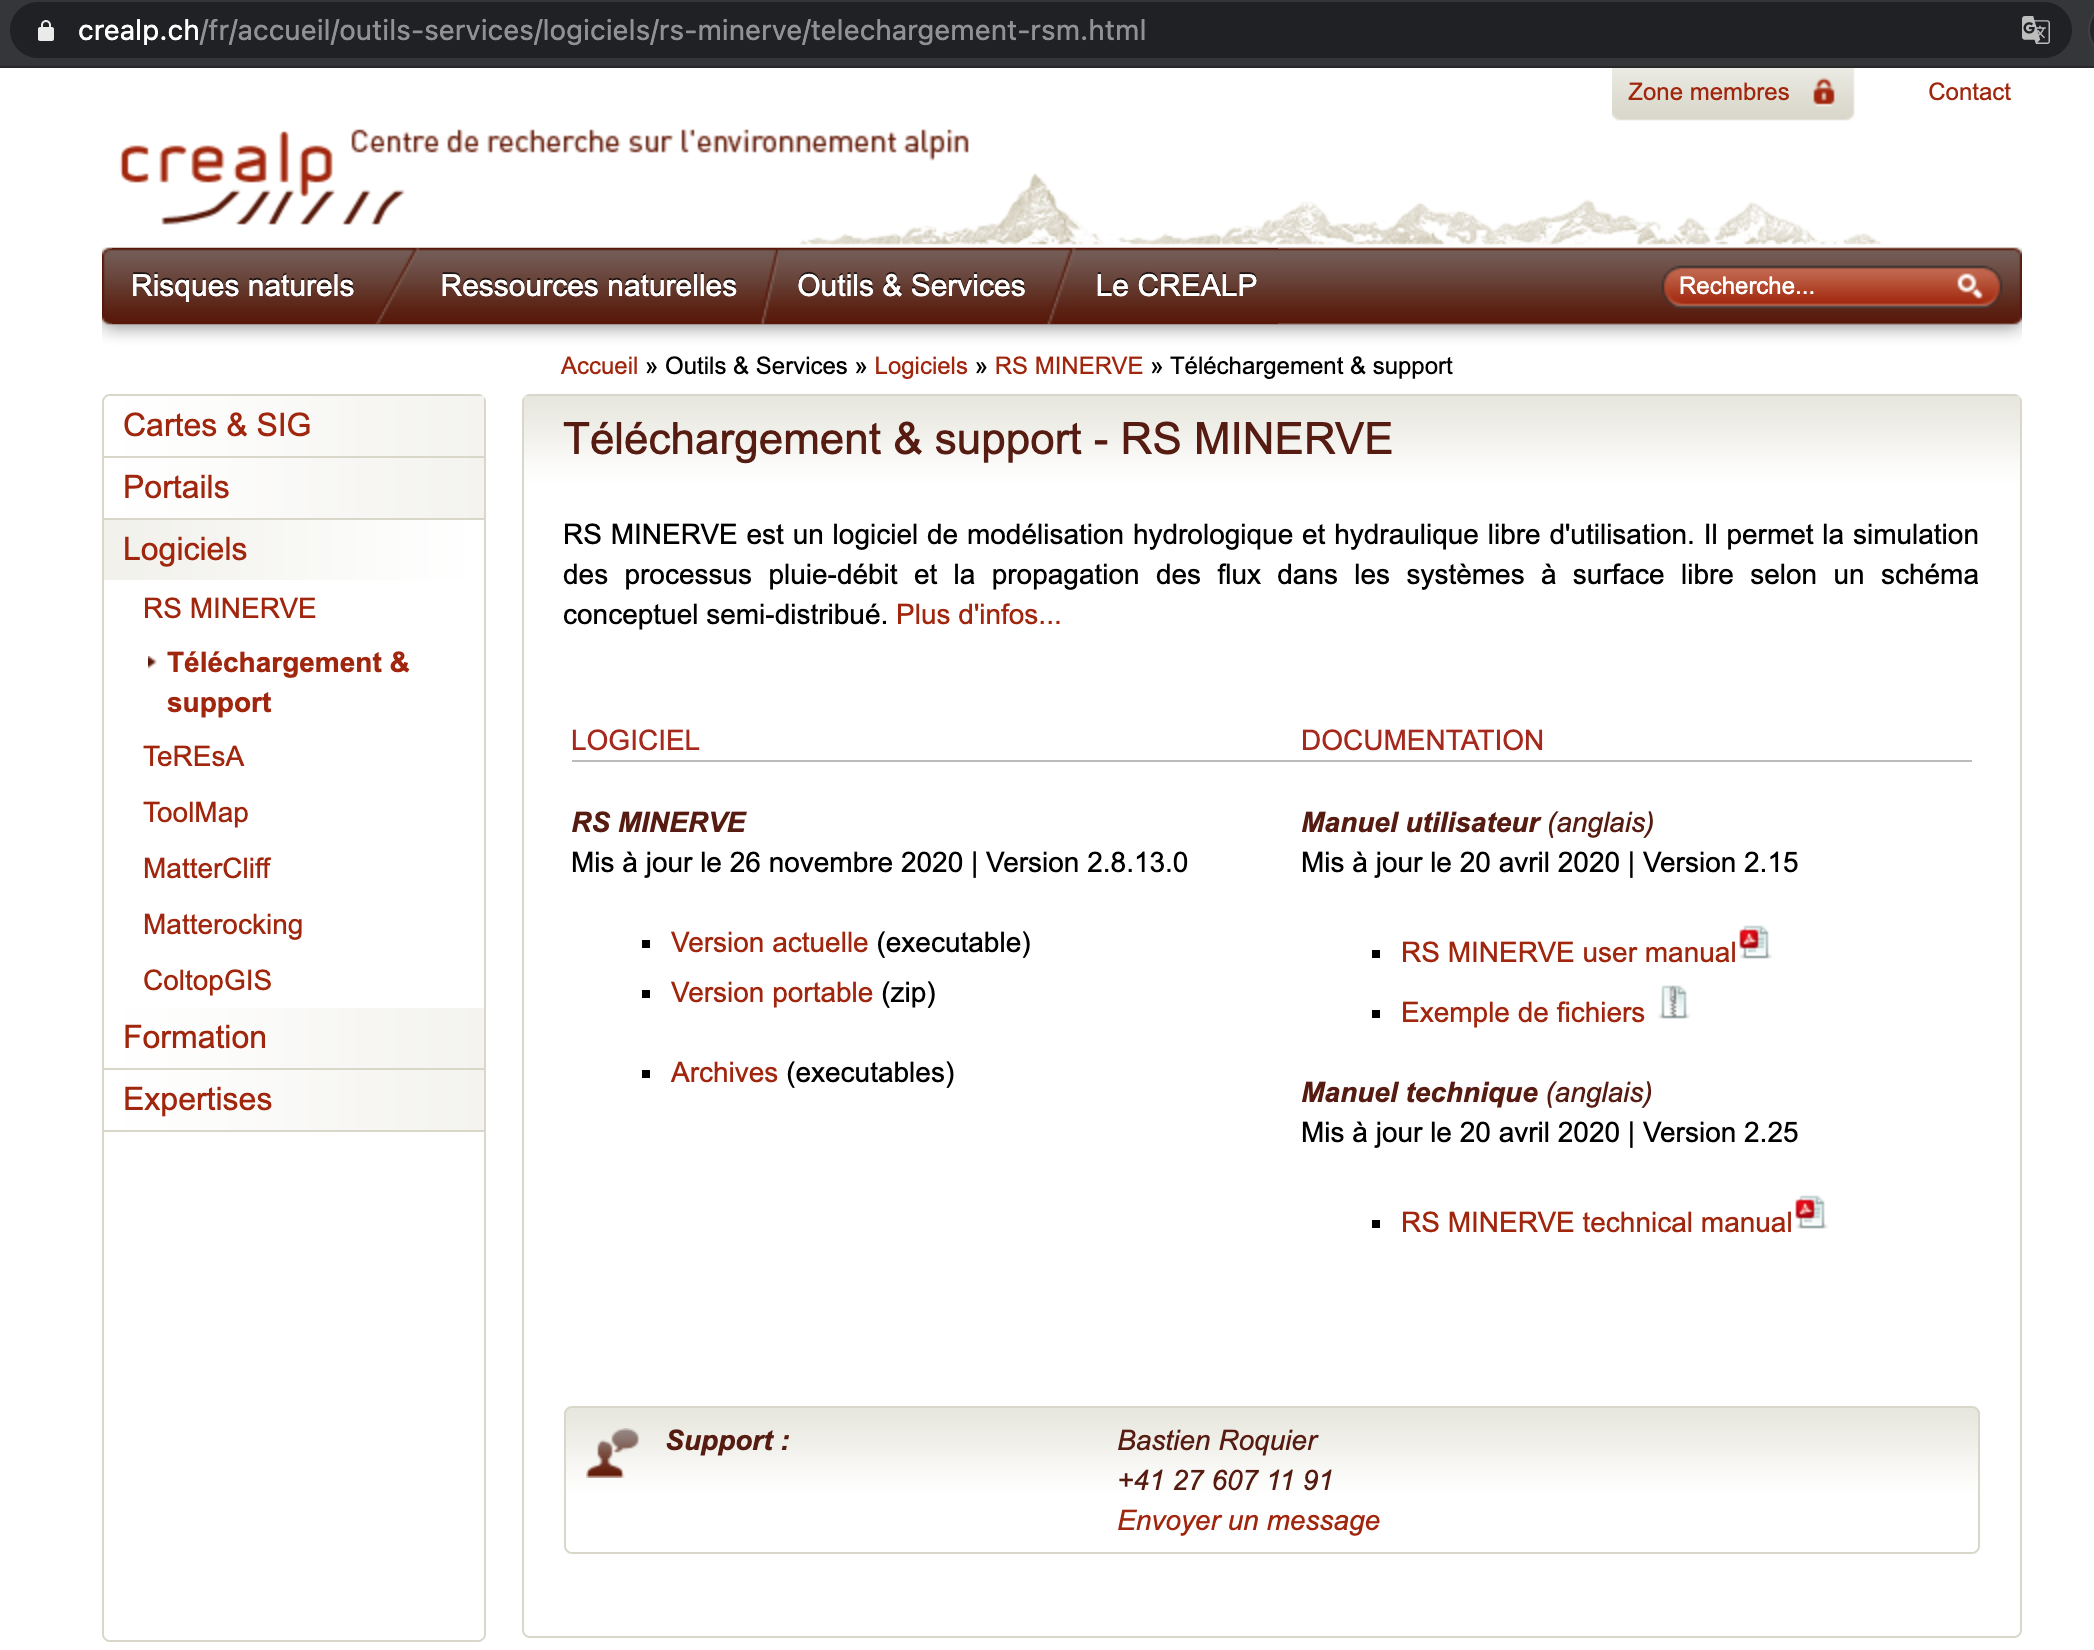 crealp.ch/fr/accueil/outils-services/logiciels/rs-minerve/telechargement-rsm.html
Zone membres
Contact
crealp
Centre de recherche sur l'environnement alpin
Risques naturels
Ressources naturelles
Outils & Services
Le CREALP
Recherche...
Accueil » Outils & Services » Logiciels » RS MINERVE » Téléchargement & support
Cartes & SIG
Portails
Logiciels
RS MINERVE
Téléchargement &
support
TeREsA
ToolMap
MatterCliff
Matterocking
ColtopGIS
Formation
Expertises
Téléchargement & support - RS MINERVE
RS MINERVE est un logiciel de modélisation hydrologique et hydraulique libre d'utilisation. Il permet la simulation
des processus pluie-débit et la propagation des flux dans les systèmes à surface libre selon un schéma
conceptuel semi-distribué. Plus d'infos...
LOGICIEL
RS MINERVE
Mis à jour le 26 novembre 2020 | Version 2.8.13.0
Version actuelle (executable)
Version portable (zip)
Archives (executables)
DOCUMENTATION
Manuel utilisateur (anglais)
Mis à jour le 20 avril 2020 | Version 2.15
RS MINERVE user manual
Exemple de fichiers
Manuel technique (anglais)
Mis à jour le 20 avril 2020 | Version 2.25
RS MINERVE technical manual
Support :
Bastien Roquier
+41 27 607 11 91
Envoyer un message